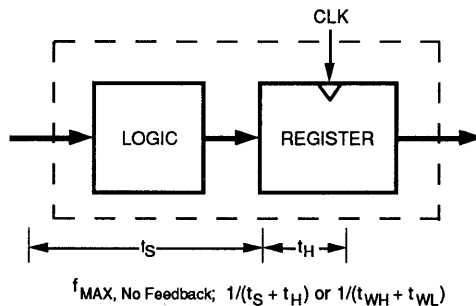 CLK
LOGIC
REGISTER
tS
tH
fMAX, No Feedback; 1/(tS + tH) or 1/(tWH + tWL)